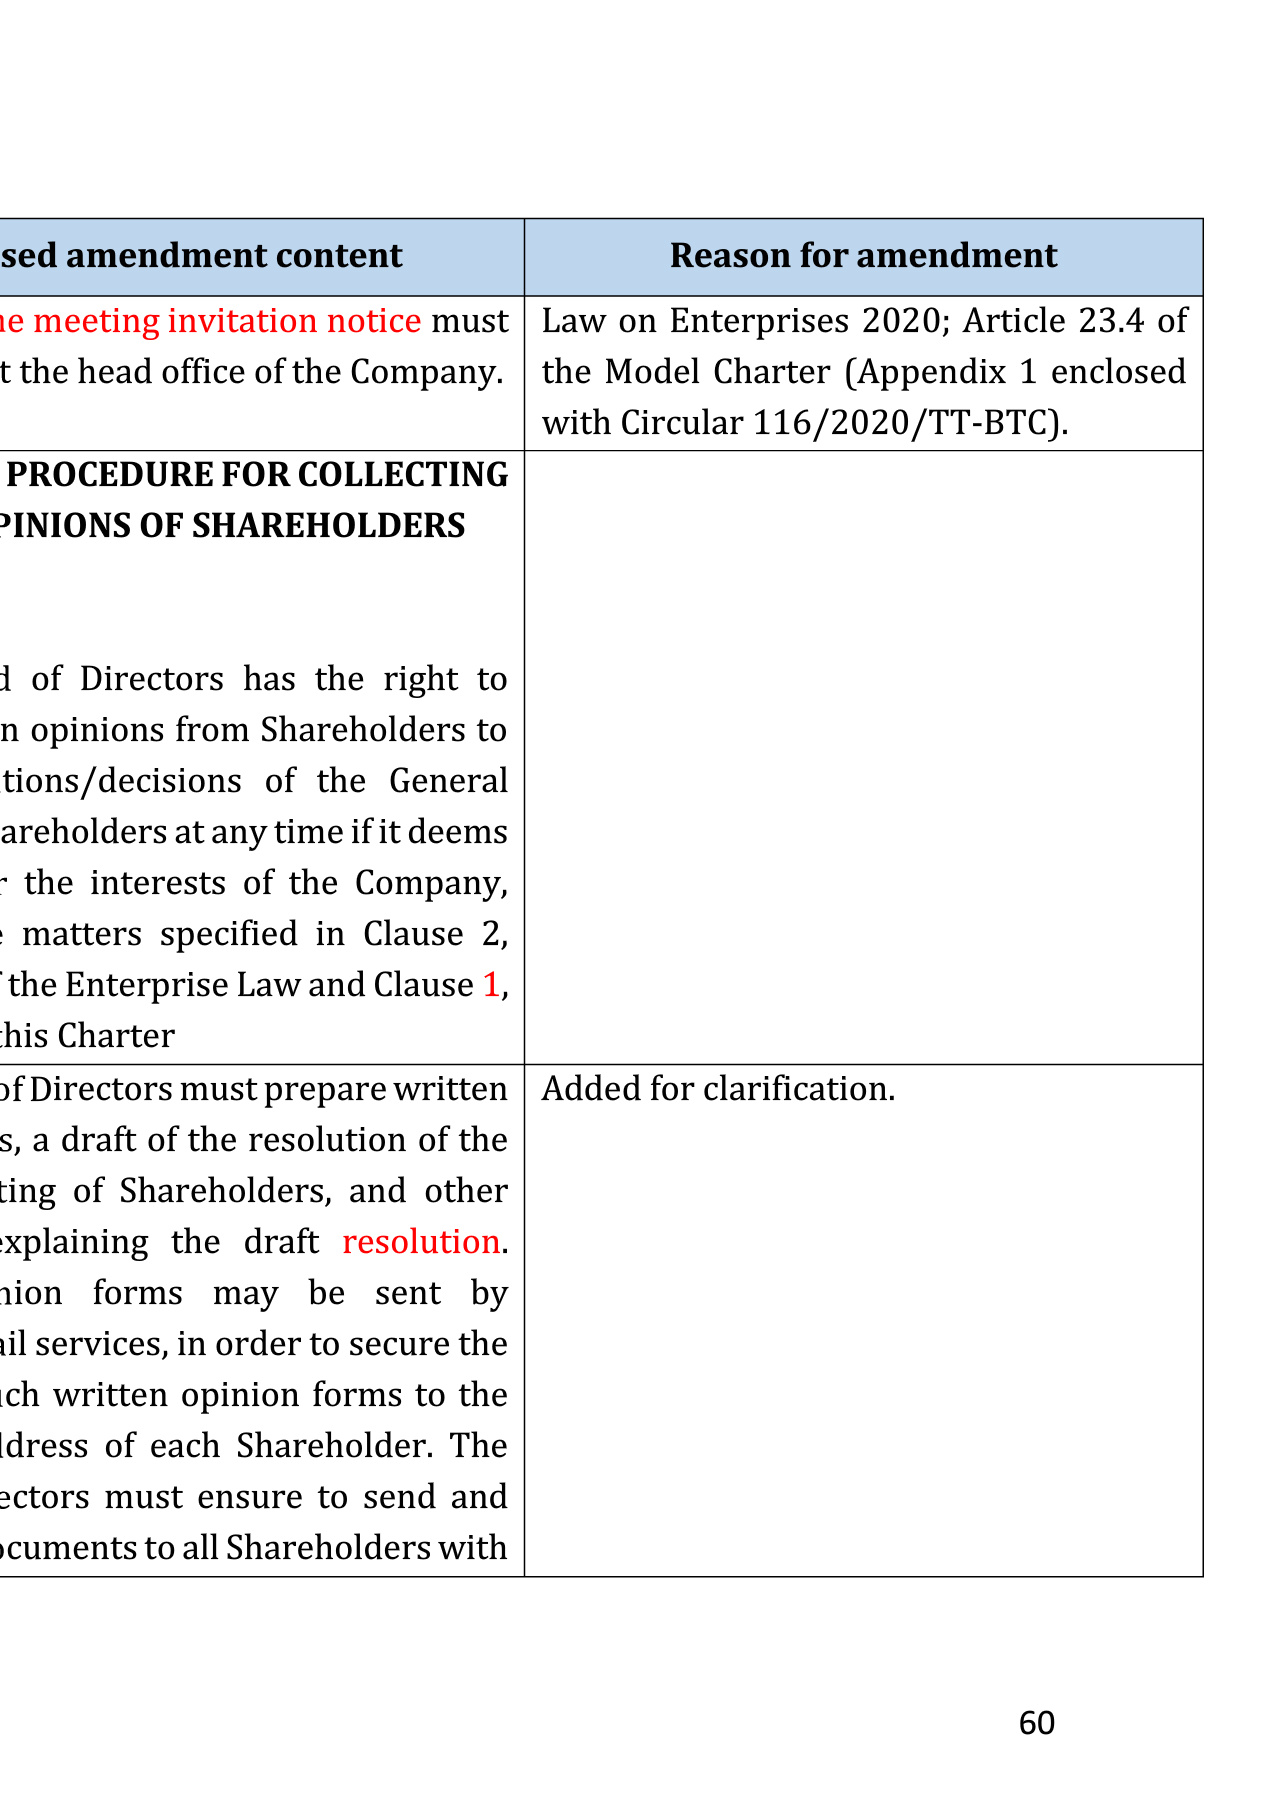 sed amendment content
Reason for amendment
meeting invitation notice must
the head office of the Company.
Law on Enterprises 2020; Article 23.4 of
the Model Charter (Appendix 1 enclosed
with Circular 116/2020/TT-BTC).
PROCEDURE FOR COLLECTING
PINIONS OF SHAREHOLDERS
of Directors has the right to
n opinions from Shareholders to
tions/decisions of the General
areholders at any time if it deems
the interests of the Company,
matters specified in Clause 2,
the Enterprise Law and Clause 1,
this Charter
of Directors must prepare written
s, a draft of the resolution of the
ting of Shareholders, and other
explaining the draft resolution.
nion forms may be sent by
ail services, in order to secure the
uch written opinion forms to the
ddress of each Shareholder. The
ectors must ensure to send and
ocuments to all Shareholders with
Added for clarification.
60